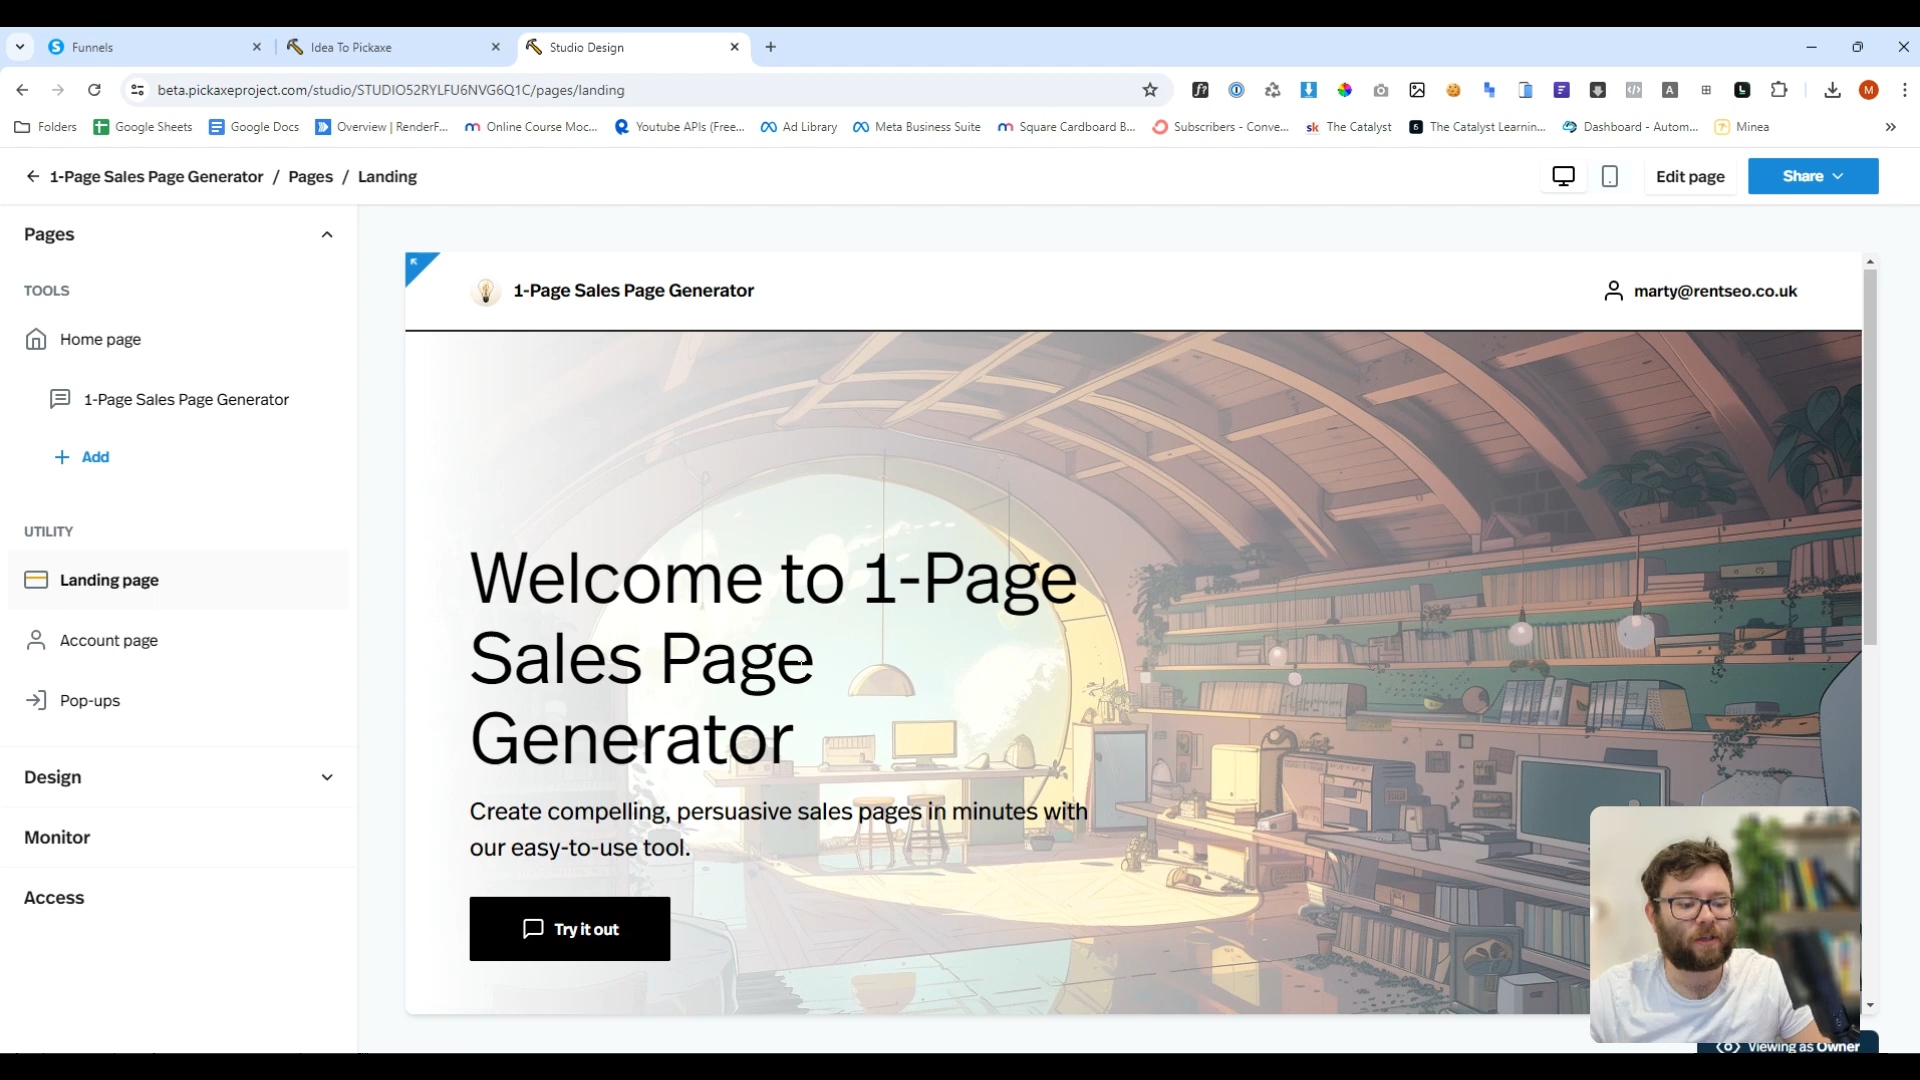 Funnels
Idea To Pickaxe
Studio Design
beta.pickaxeproject.com/studio/STUDIO52RYLFU6NVG6Q1C/pages/landing
Folders
Google Sheets
Google Docs
Overview | RenderF...
Online Course Moc...
Youtube APIs (Free...
Ad Library
Meta Business Suite
Square Cardboard B...
Subscribers - Conve...
The Catalyst
The Catalyst Learnin...
Dashboard - Autom...
Minea
1-Page Sales Page Generator / Pages / Landing
Edit page
Share
Pages
TOOLS
Home page
1-Page Sales Page Generator
Add
UTILITY
Landing page
Account page
Pop-ups
Design
Monitor
Access
1-Page Sales Page Generator
marty@rentseo.co.uk
Welcome to 1-Page
Sales Page
Generator
Create compelling, persuasive sales pages in minutes with
our easy-to-use tool.
Try it out
Viewing as Owner